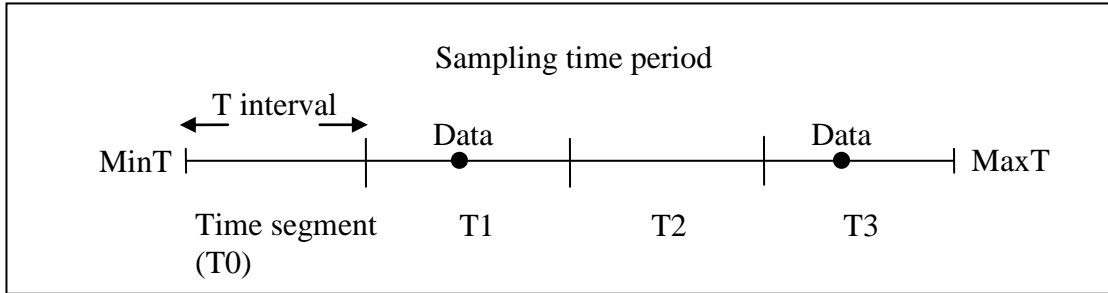 Sampling time period
T interval
Data
Data
MinT
MaxT
Time segment
(T0)
T1
T2
T3